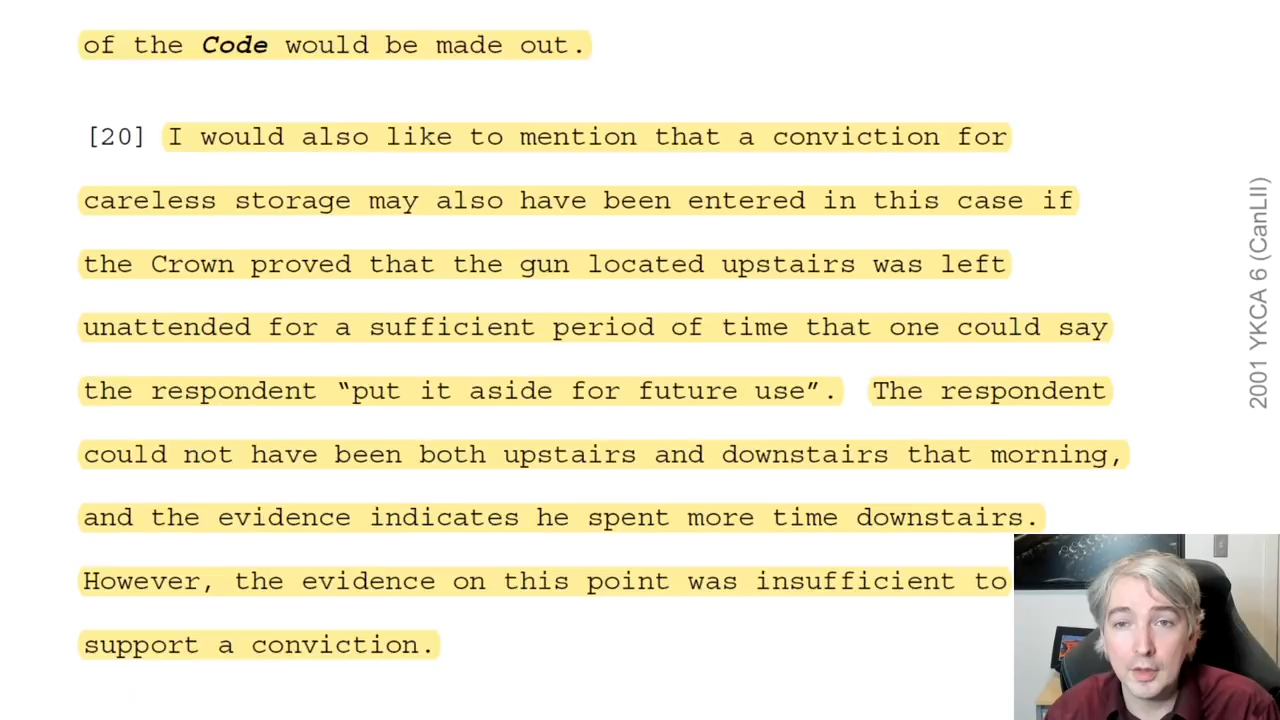 of the Code would be made out.
[20] I would also like to mention that a conviction for
careless storage may also have been entered in this case if
the Crown proved that the gun located upstairs was left
unattended for a sufficient period of time that one could say
the respondent “put it aside for future use”. The respondent
could not have been both upstairs and downstairs that morning,
and the evidence indicates he spent more time downstairs.
However, the evidence on this point was insufficient to
support a conviction.
2001 YKCA 6 (CanLII)